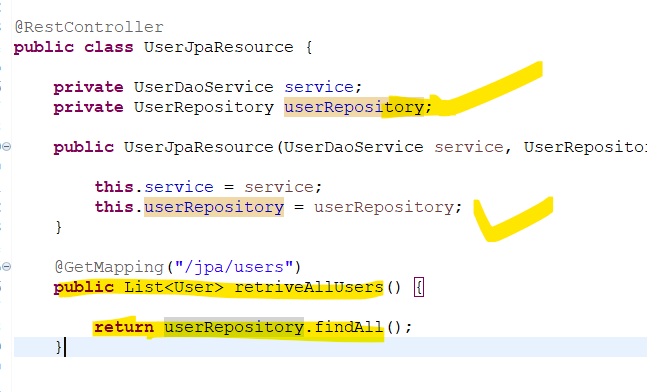 @RestController
public class UserJpaResource {
private UserDaoService service;
private UserRepository userRepository;
public UserJpaResource(UserDaoService service, UserReposito
this.service = service;
this.userRepository = userRepository;
}
@GetMapping("/jpa/users")
public List<User> retriveAllUsers() {
return userRepository.findAll();
}